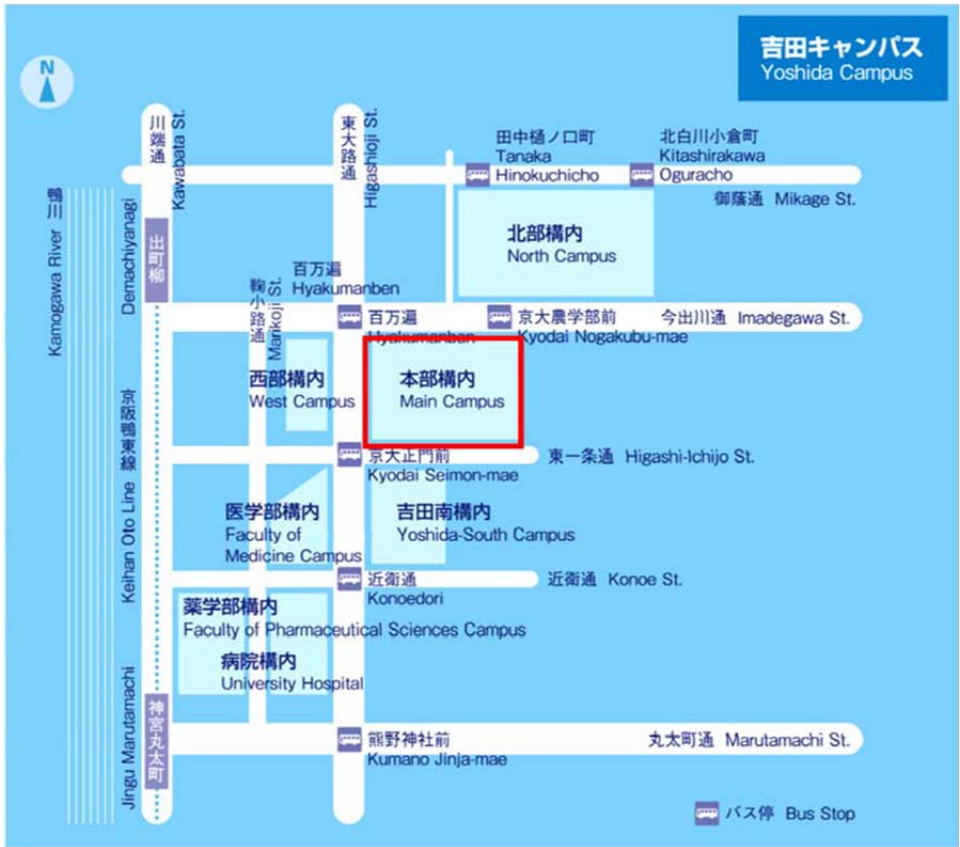 吉田キャンパス
Yoshida Campus
N
川端通
Kawabata St.
東大路通
Higashioji St.
田中樋ノ口町
Tanaka
Hinokuchicho
北白川小倉町
Kitashirakawa
Oguracho
御蔭通 Mikage St.
鴨川
Kamogawa River
Demachiyanagi
出町柳
北部構内
North Campus
百万遍
Hyakumanben
鞠小路通
Marikoji St.
百万遍
Hyakumanben
京大農学部前
Kyodai Nogakubu-mae
今出川通 Imadegawa St.
西部構内
West Campus
本部構内
Main Campus
京阪鴨東線
Keihan Oto Line
京大正門前
Kyodai Seimon-mae
東一条通 Higashi-Ichijo St.
医学部構内
Faculty of
Medicine Campus
吉田南構内
Yoshida-South Campus
近衛通
Konoedori
近衛通 Konoe St.
薬学部構内
Faculty of Pharmaceutical Sciences Campus
病院構内
University Hospital
Jingu Marutamachi
神宮丸太町
熊野神社前
Kumano Jinja-mae
丸太町通 Marutamachi St.
バス停 Bus Stop